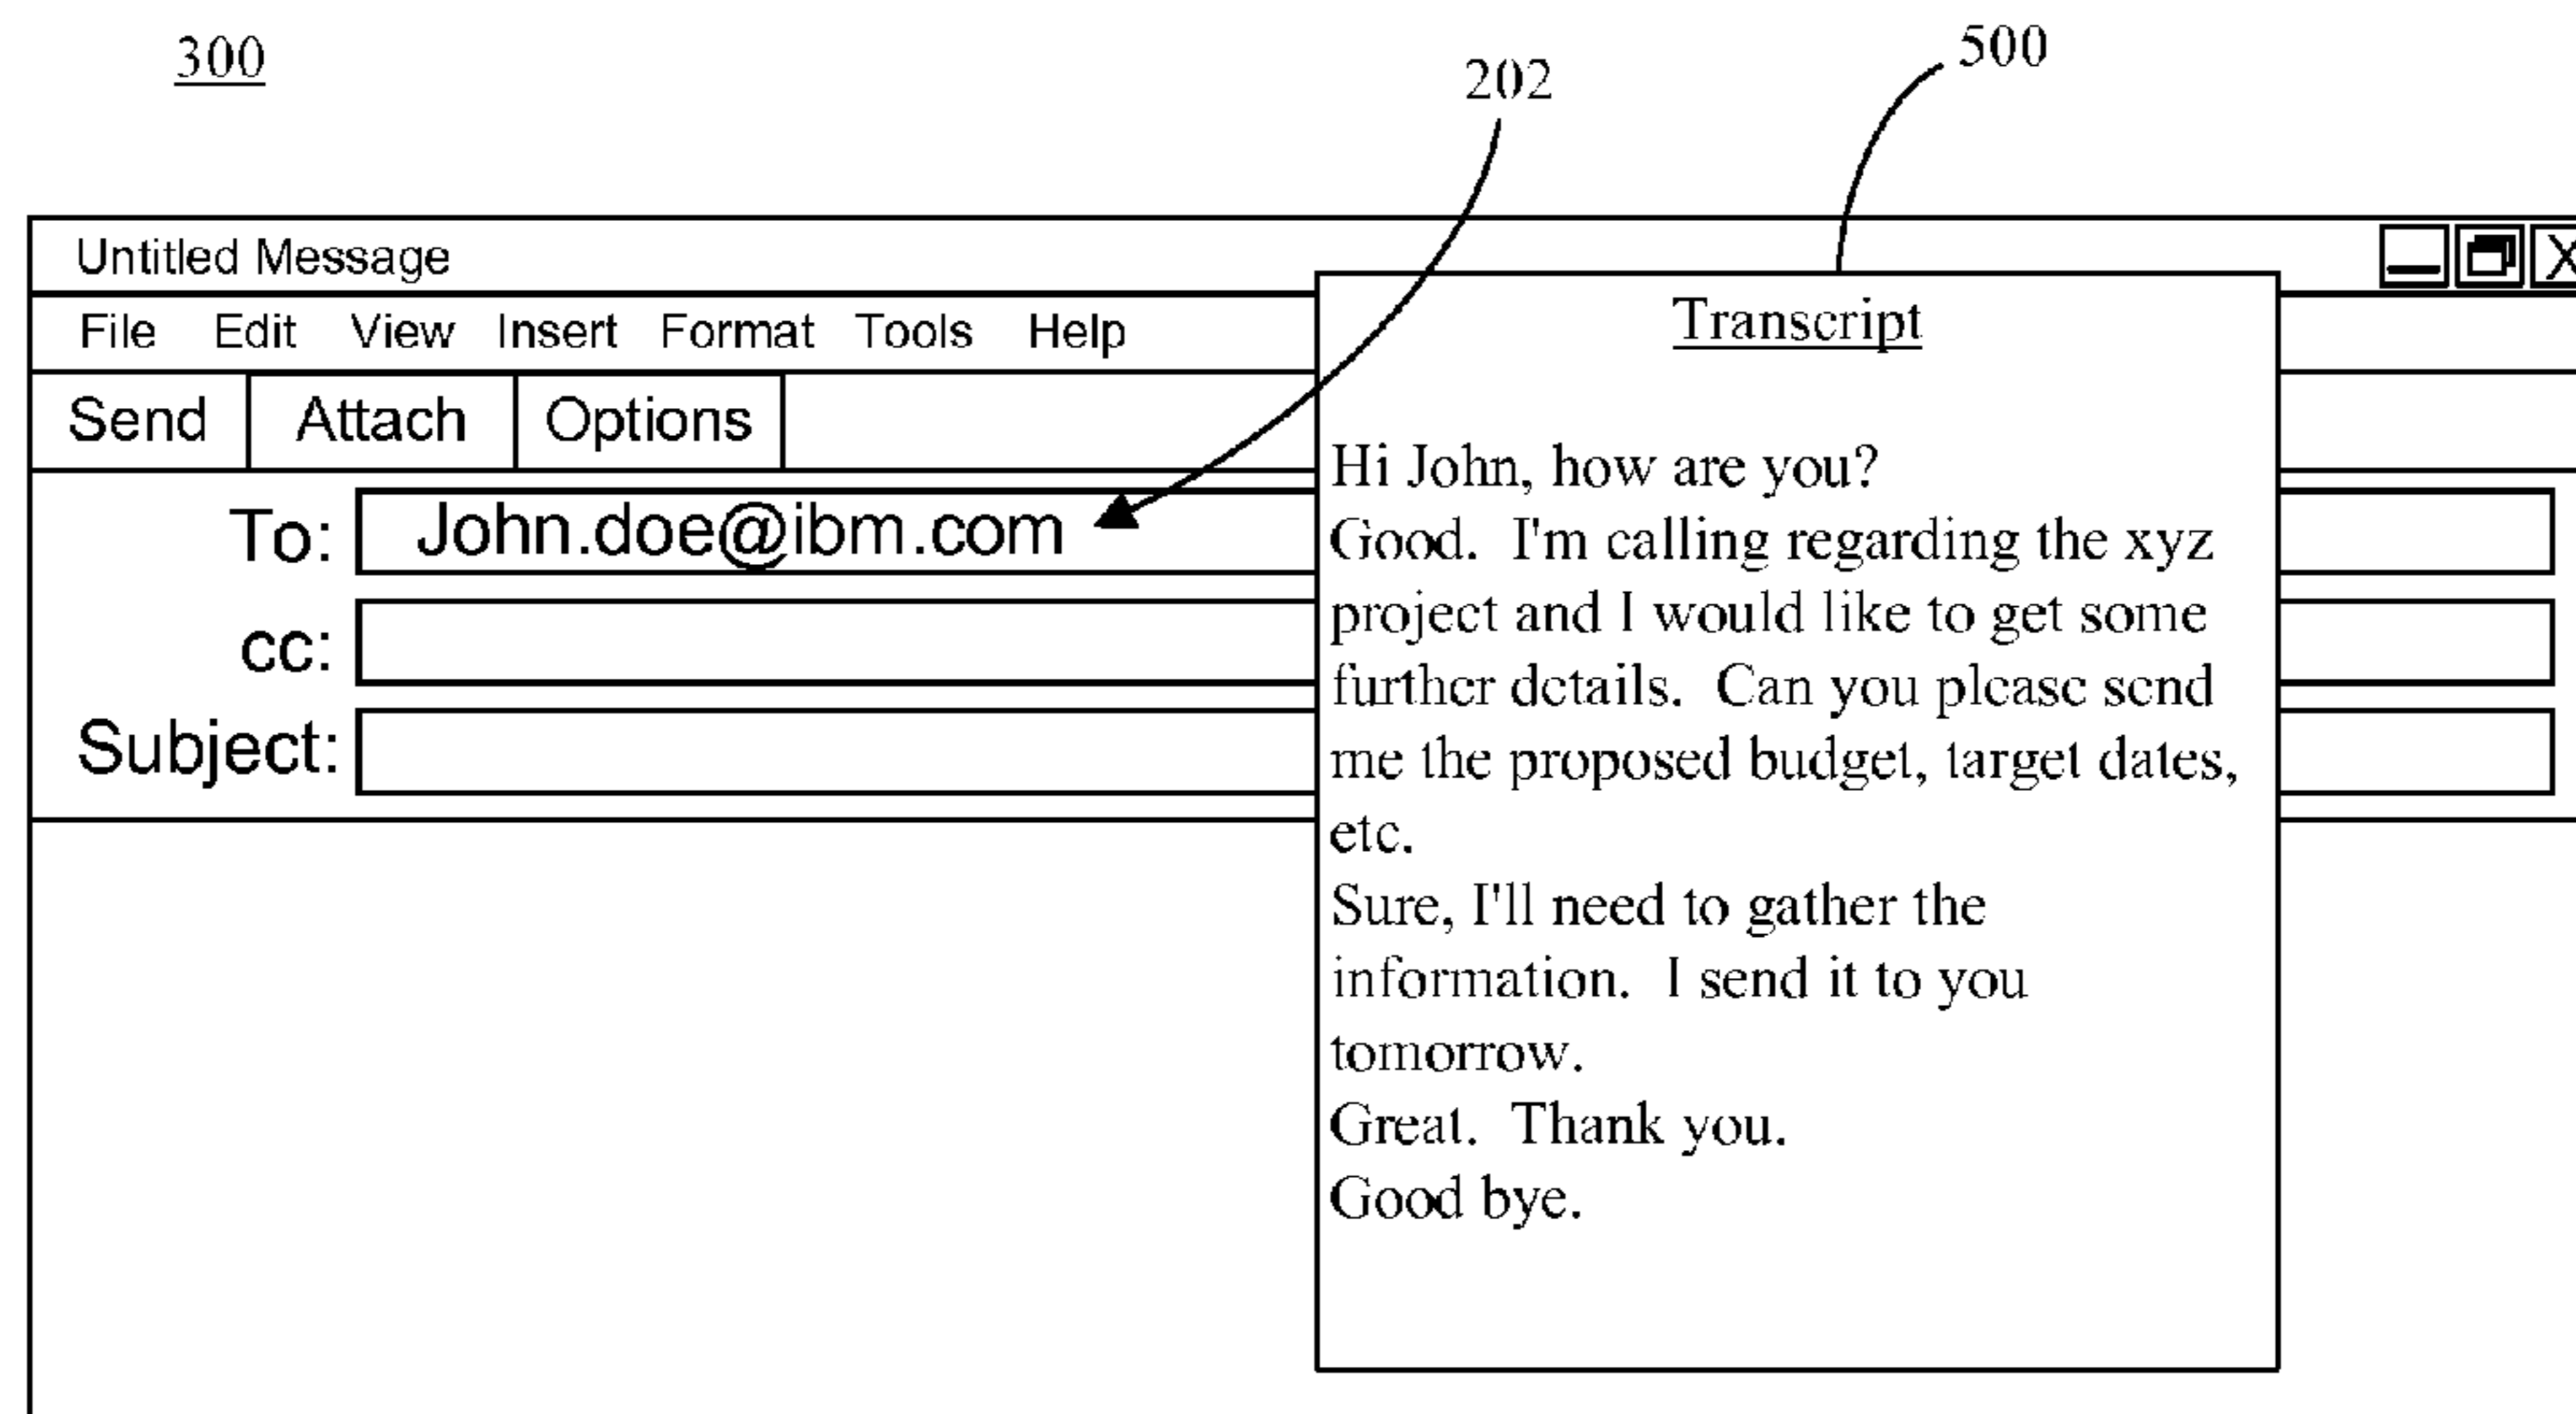 300
202
500
Untitled Message
X
File Edit View Insert Format Tools Help
Send Attach Options
To: John.doe@ibm.com
cc:
Subject:
Transcript
Hi John, how are you?
Good. I'm calling regarding the xyz
project and I would like to get some
further details. Can you please send
me the proposed budget, target dates,
etc.
Sure, I'll need to gather the
information. I send it to you
tomorrow.
Great. Thank you.
Good bye.